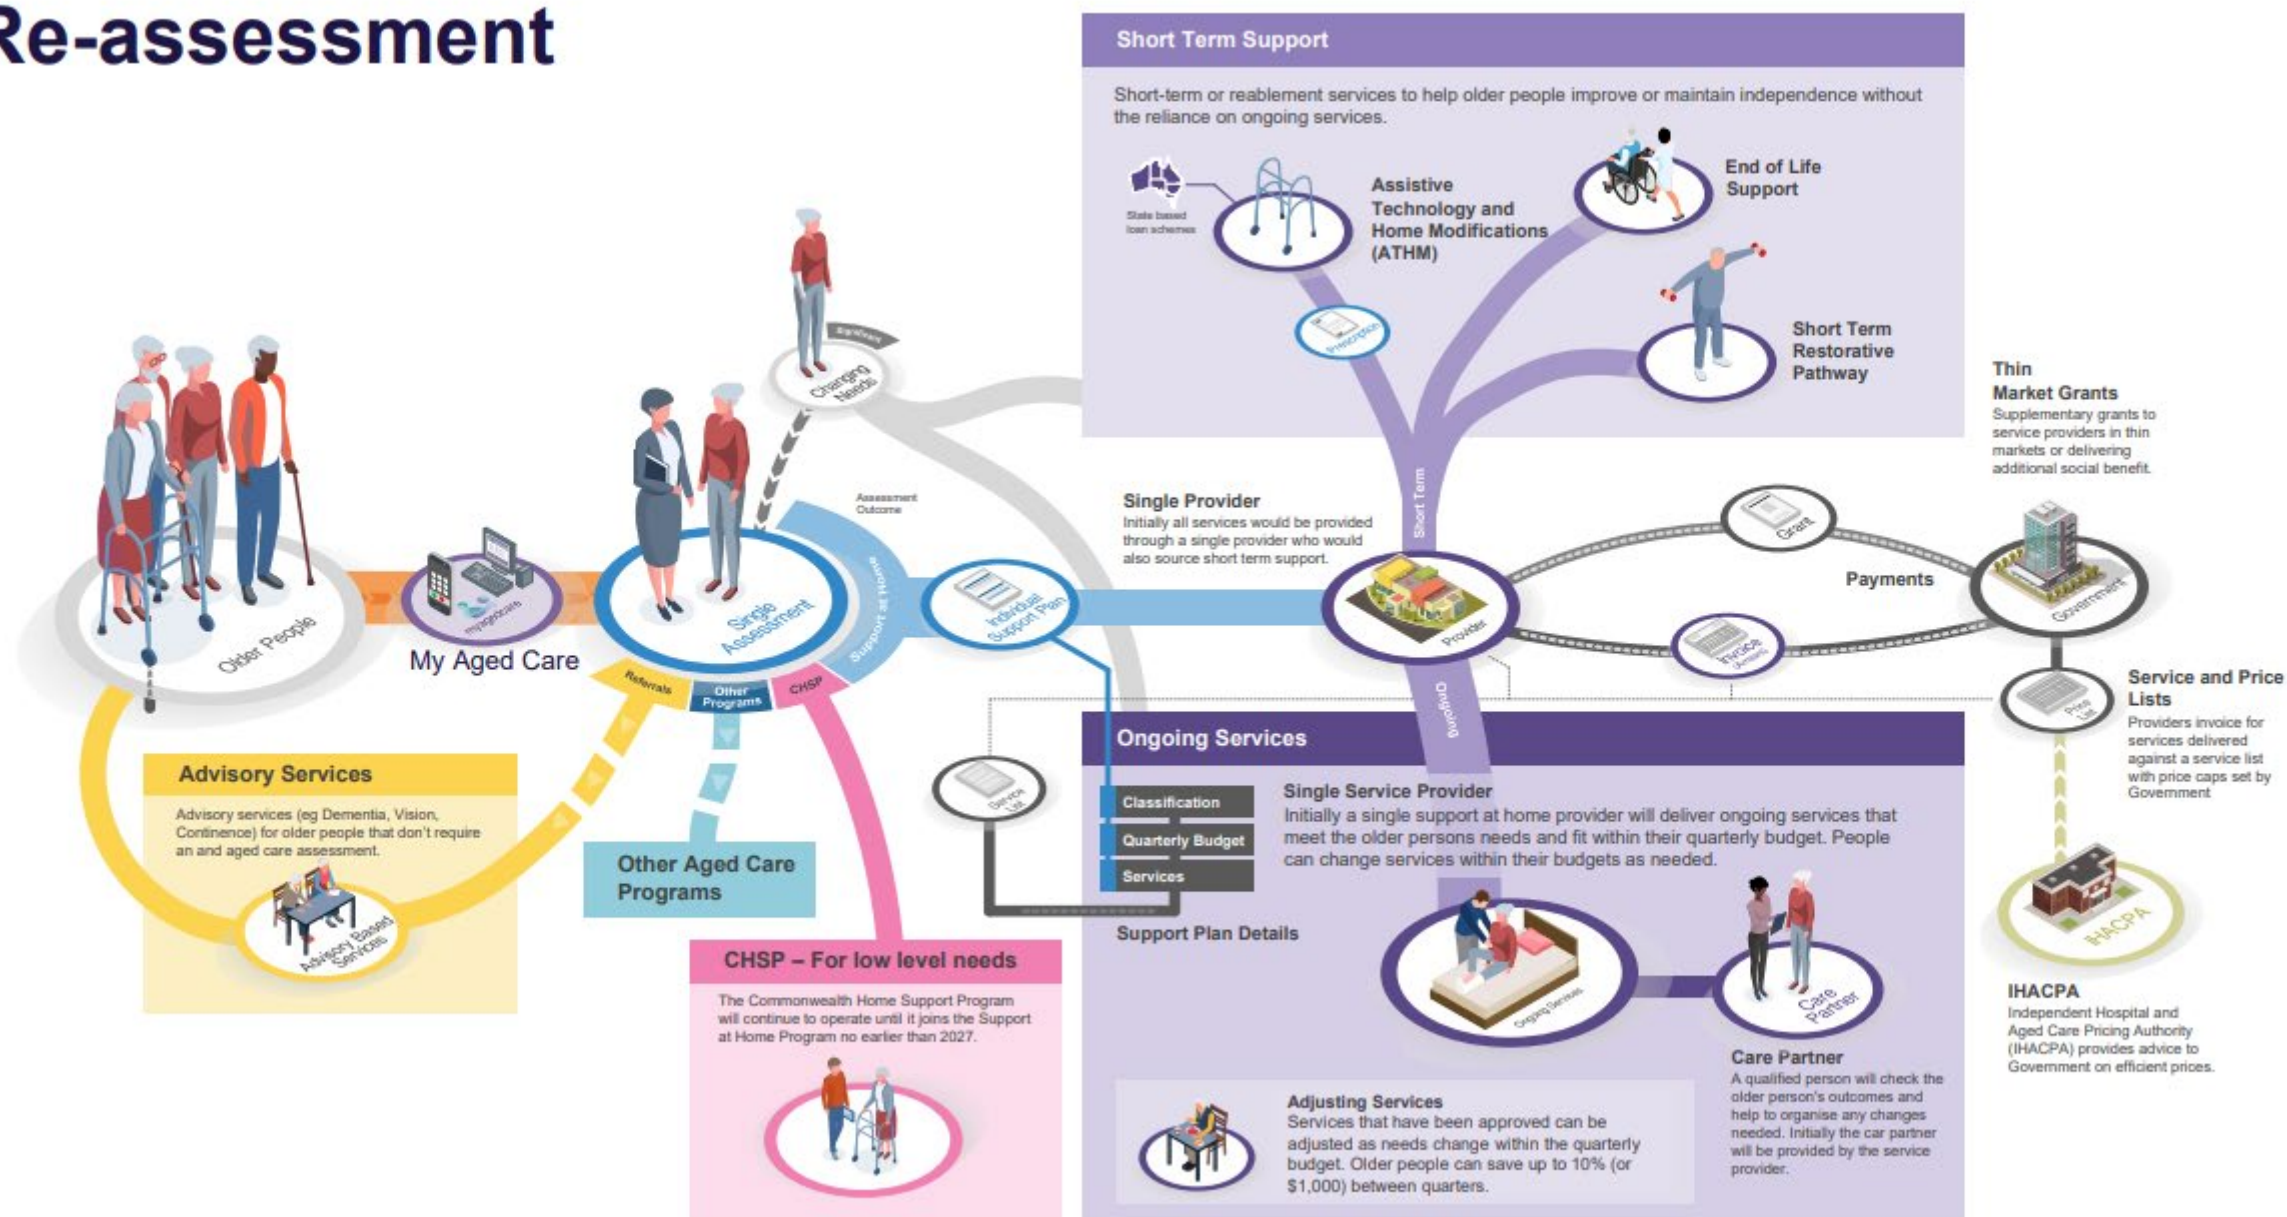 Re-assessment
Short Term Support
Short-term or reablement services to help older people improve or maintain independence without
the reliance on ongoing services.
State based
loan schemes
Assistive
Technology and
Home Modifications
(ATHM)
End of Life
Support
Prescription
Short Term
Restorative
Pathway
Short Term
Significant
Changing
Needs
Older People
myagedcare
My Aged Care
Single
Assessment
Assessment
Outcome
Support at Home
Referrals
Other
Programs
CHSP
Individual
Support Plan
Single Provider
Initially all services would be provided
through a single provider who would
also source short term support.
Provider
Ongoing
Grant
Payments
Invoice
(Arrears)
Thin
Market Grants
Supplementary grants to
service providers in thin
markets or delivering
additional social benefit.
Government
Price
List
Service and Price
Lists
Providers invoice for
services delivered
against a service list
with price caps set by
Government
IHACPA
IHACPA
Independent Hospital and
Aged Care Pricing Authority
(IHACPA) provides advice to
Government on efficient prices.
Advisory Services
Advisory services (eg Dementia, Vision,
Continence) for older people that don't require
an and aged care assessment.
Advisory Based
Services
Other Aged Care
Programs
CHSP – For low level needs
The Commonwealth Home Support Program
will continue to operate until it joins the Support
at Home Program no earlier than 2027.
Service
List
Ongoing Services
Classification
Quarterly Budget
Services
Support Plan Details
Single Service Provider
Initially a single support at home provider will deliver ongoing services that
meet the older persons needs and fit within their quarterly budget. People
can change services within their budgets as needed.
Ongoing Services
Care
Partner
Care Partner
A qualified person will check the
older person's outcomes and
help to organise any changes
needed. Initially the car partner
will be provided by the service
provider.
Adjusting Services
Services that have been approved can be
adjusted as needs change within the quarterly
budget. Older people can save up to 10% (or
$1,000) between quarters.